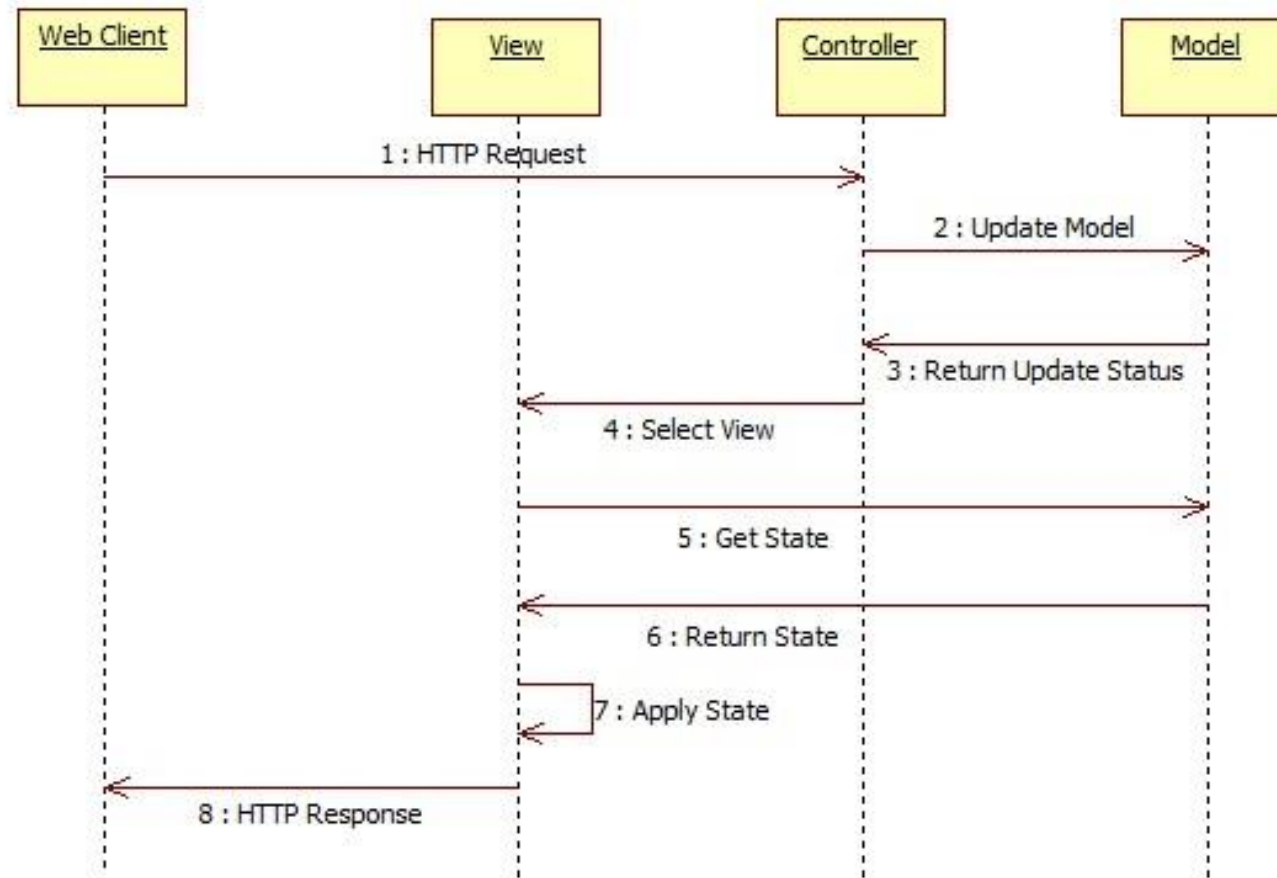 Web Client
View
Controller
Model
1 : HTTP Request
2 : Update Model
3 : Return Update Status
4 : Select View
5 : Get State
6 : Return State
7 : Apply State
8 : HTTP Response